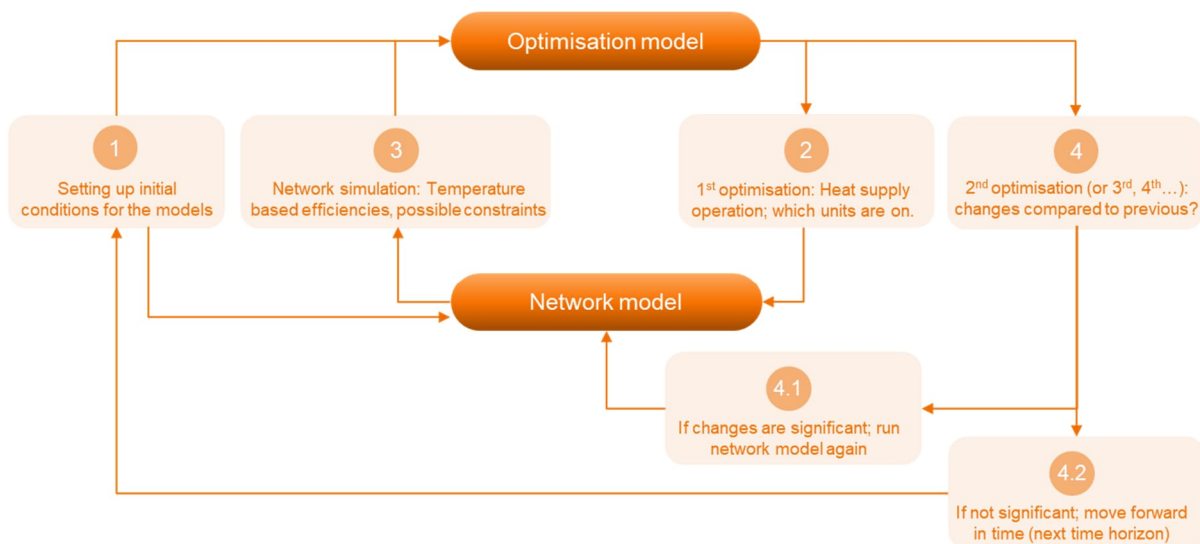 Optimisation model
1
Setting up initial
conditions for the models
3
Network simulation: Temperature
based efficiencies, possible constraints
2
1st optimisation: Heat supply
operation; which units are on.
4
2nd optimisation (or 3rd, 4th...):
changes compared to previous?
Network model
4.1
If changes are significant; run
network model again
4.2
If not significant; move forward
in time (next time horizon)